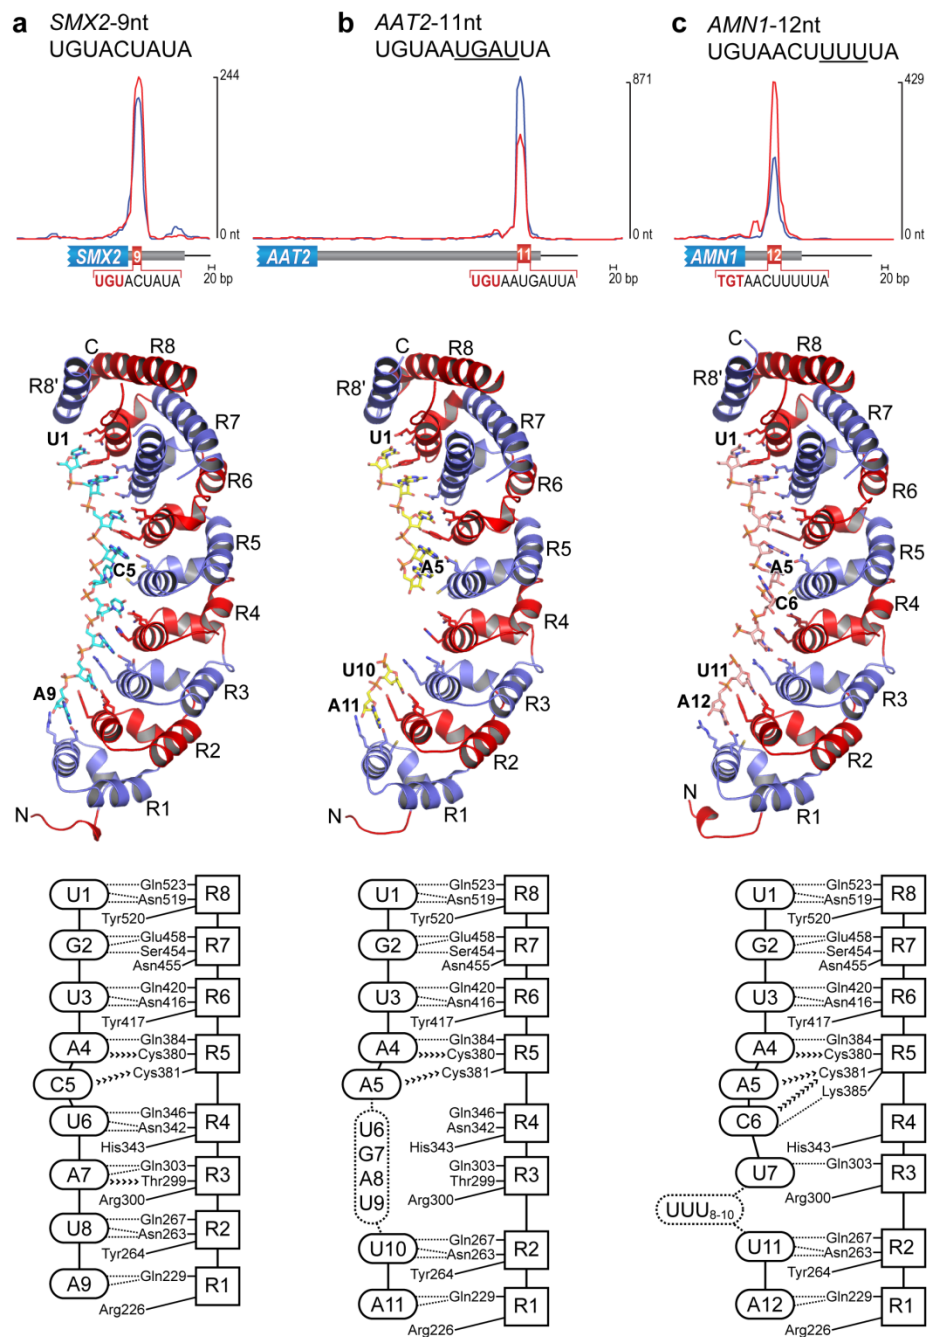 a SMX2-9nt
UGUACUAUA
244
0 nt
SMX2 9
UGUACUAUA
20 bp
b AAT2-11nt
UGUAAUGAUUA
871
0 nt
AAT2 11
UGUAAUGAUUA
20 bp
c AMN1-12nt
UGUAACUUUUUA
429
0 nt
AMN1 12
TGTAACUUUUUA
20 bp
C
R8
R8'
R7
U1
R6
R5
C5
R4
A9
R3
R2
N
R1
C
R8
R8'
R7
U1
R6
R5
A5
R4
U10
A11
R3
R2
N
R1
C
R8
R8'
R7
U1
R6
R5
A5
C6
R4
U11
A12
R3
R2
N
R1
U1 Gln523 R8
Asn519
Tyr520
G2 Glu458 R7
Ser454
Asn455
U3 Gln420 R6
Asn416
Tyr417
A4 Gln384 R5
Cys380
C5 Cys381
U6 Gln346 R4
Asn342
His343
A7 Gln303 R3
Thr299
Arg300
U8 Gln267 R2
Asn263
Tyr264
A9 Gln229 R1
Arg226
U1 Gln523 R8
Asn519
Tyr520
G2 Glu458 R7
Ser454
Asn455
U3 Gln420 R6
Asn416
Tyr417
A4 Gln384 R5
Cys380
A5 Cys381
U6 Gln346 R4
G7 Asn342
His343
A8 Gln303 R3
U9 Thr299
Arg300
U10 Gln267 R2
Asn263
Tyr264
A11 Gln229 R1
Arg226
U1 Gln523 R8
Asn519
Tyr520
G2 Glu458 R7
Ser454
Asn455
U3 Gln420 R6
Asn416
Tyr417
A4 Gln384 R5
Cys380
A5 Cys381
Lys385
C6 R4
His343
U7 Gln303 R3
Arg300
UUU8-10
U11 Gln267 R2
Asn263
Tyr264
A12 Gln229 R1
Arg226